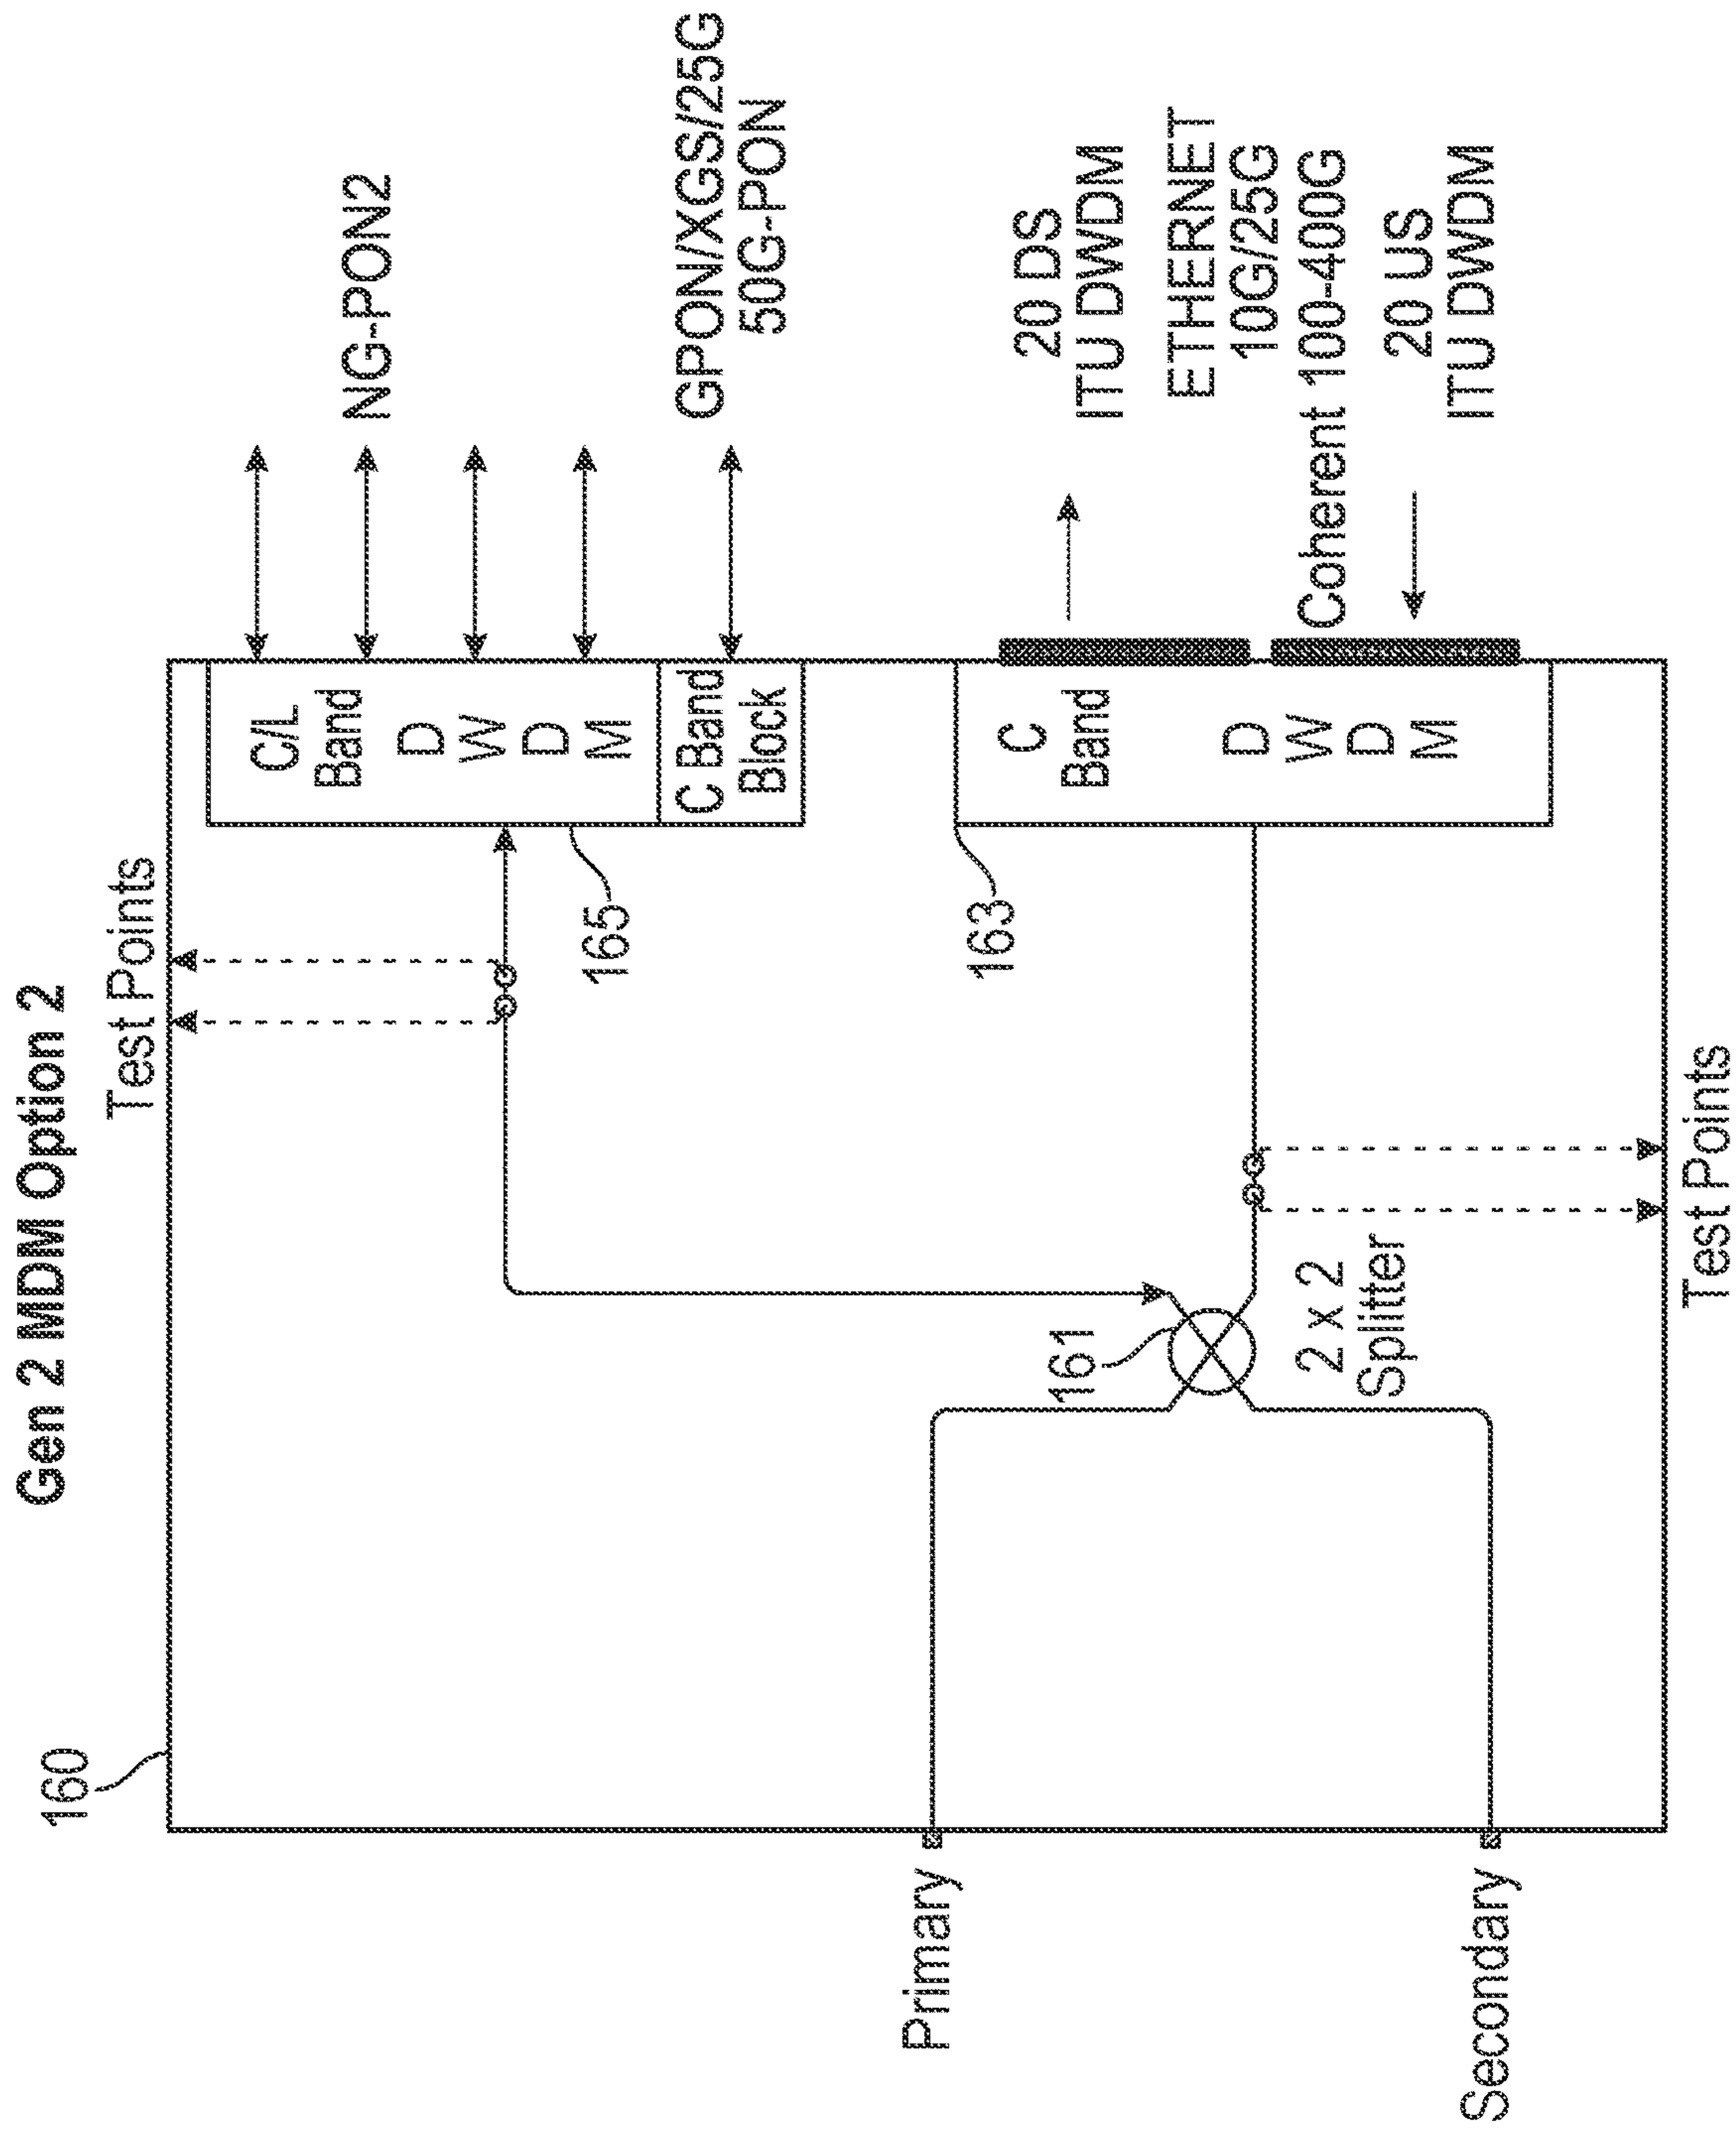 Gen 2 MDM Option 2
160
Test Points
C/L
Band
D
W
D
M
NG-PON2
C Band
Block
GPON/XGS/25G
50G-PON
165
163
C
Band
D
W
D
M
20 DS
ITU DWDM
ETHERNET
10G/25G
Coherent 100-400G
20 US
ITU DWDM
Primary
161
2 x 2
Splitter
Secondary
Test Points